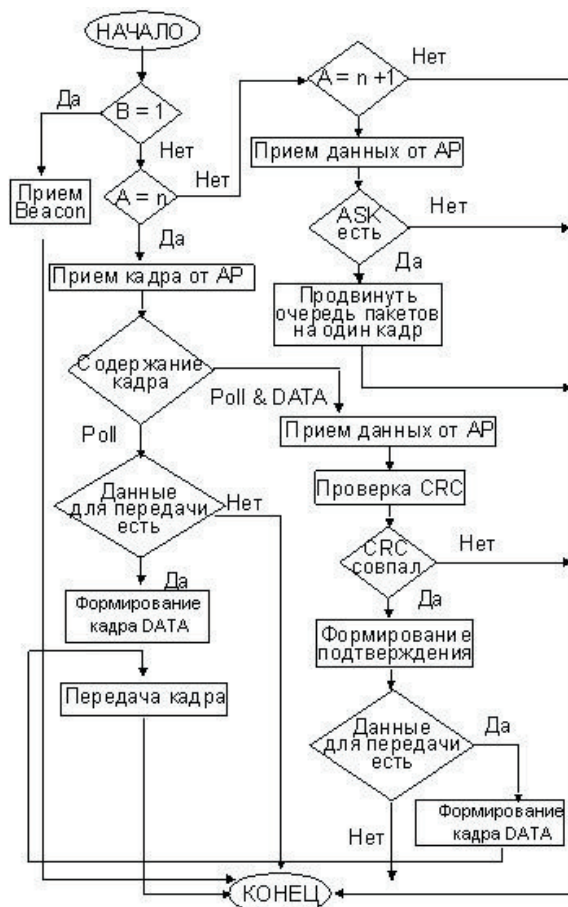 НАЧАЛО
Да
B = 1
Нет
Прием
Beacon
A = n
Нет
Да
Прием кадра от AP
Содержание
кадра
Poll
Poll & DATA
Данные
для передачи
есть
Нет
Да
Формирование
кадра DATA
Передача кадра
A = n +1
Нет
Прием данных от AP
ASK
есть
Нет
Да
Продвинуть
очередь пакетов
на один кадр
Прием данных от AP
Проверка CRC
CRC
совпал
Нет
Да
Формирование
подтверждения
Данные
для передачи
есть
Да
Нет
Формирование
кадра DATA
КОНЕЦ